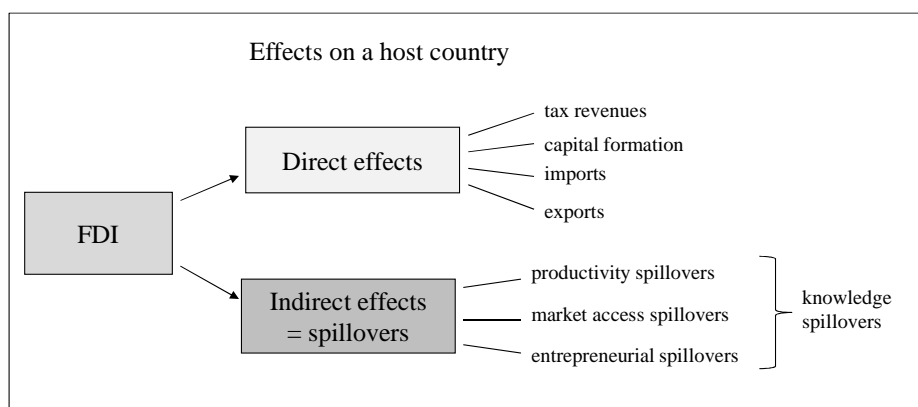 Effects on a host country
FDI
Direct effects
tax revenues
capital formation
imports
exports
Indirect effects
= spillovers
productivity spillovers
market access spillovers
entrepreneurial spillovers
knowledge
spillovers